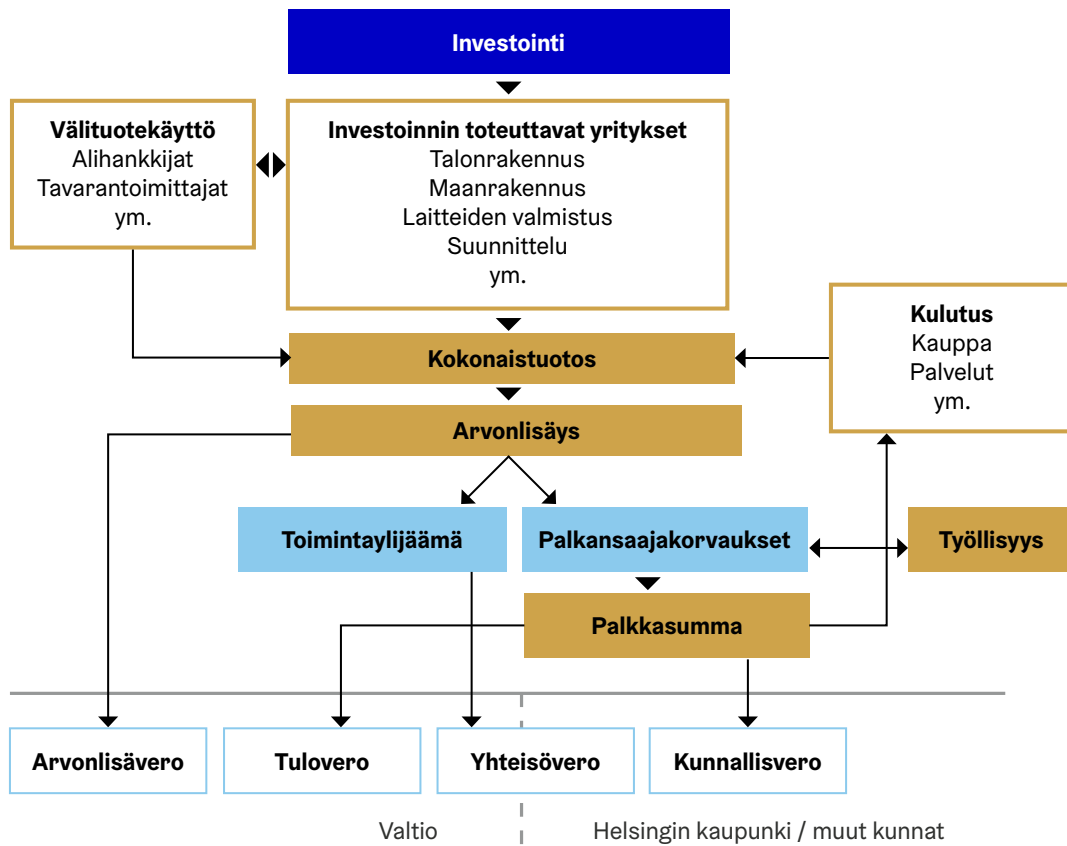 Investointi
Välituotekäyttö
Alihankkijat
Tavarantoimittajat
ym.
Investoinnin toteuttavat yritykset
Talonrakennus
Maanrakennus
Laitteiden valmistus
Suunnittelu
ym.
Kulutus
Kauppa
Palvelut
ym.
Kokonaistuotos
Arvonlisäys
Toimintaylijäämä
Palkansaajakorvaukset
Työllisyys
Palkkasumma
Arvonlisävero
Tulovero
Yhteisövero
Kunnallisvero
Valtio
Helsingin kaupunki / muut kunnat